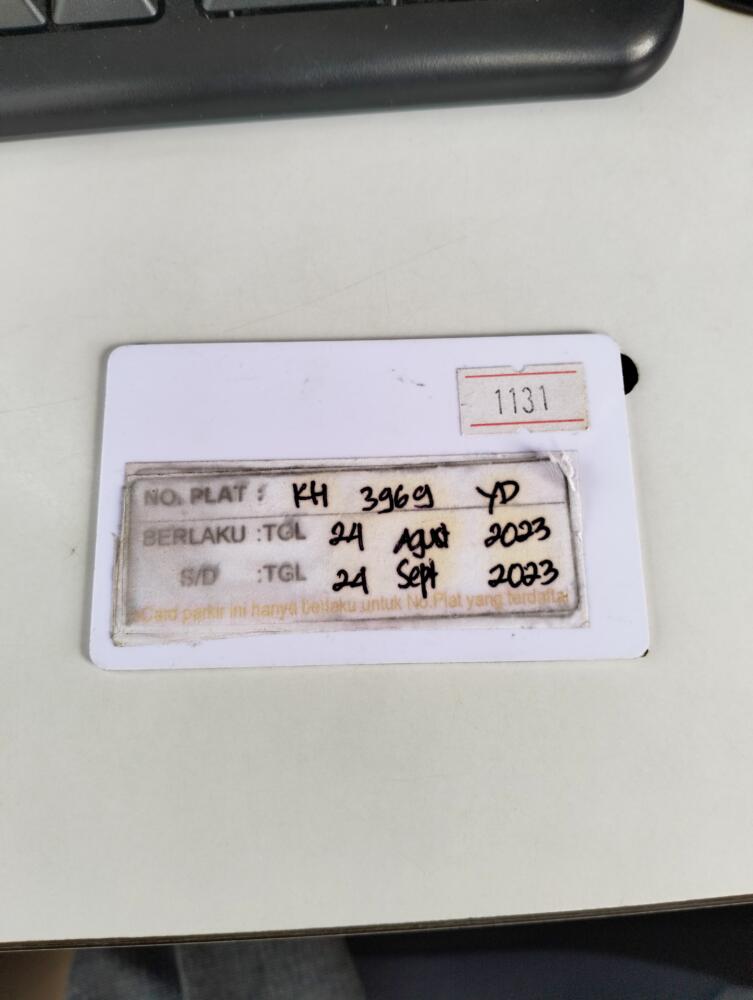 1131
NO. PLAT : KH 3969 YD
BERLAKU :TGL 24 Agust 2023
S/D :TGL 24 Sept 2023
Card parkir ini hanya berlaku untuk No.Plat yang terdaftar